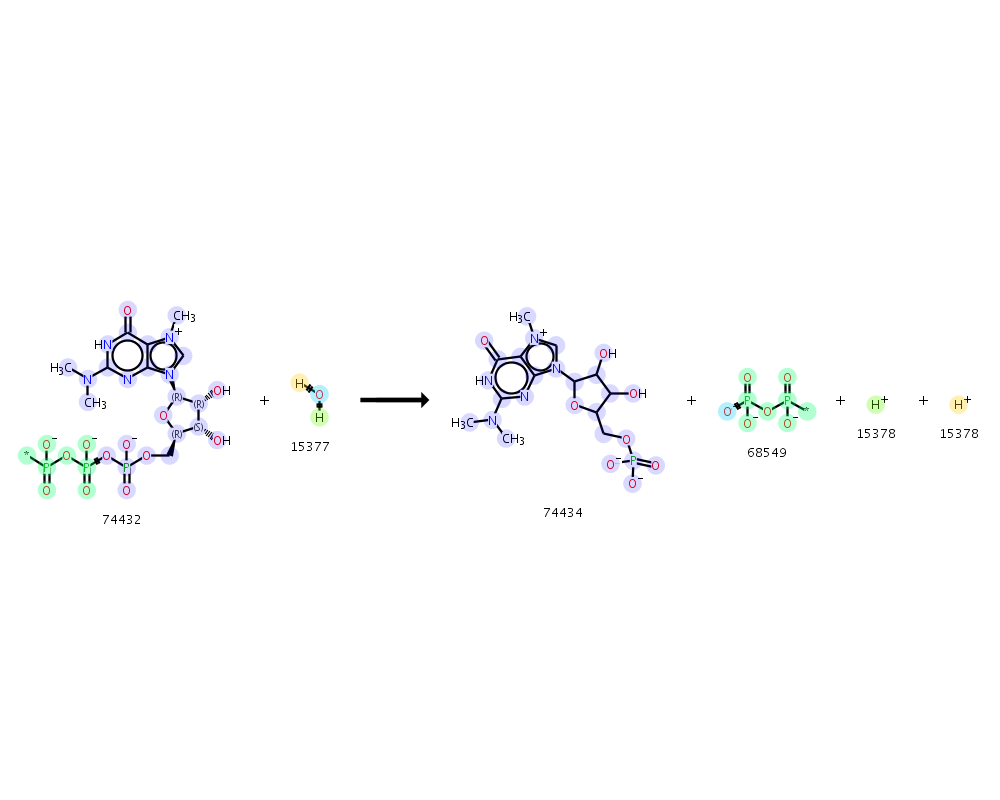 O
CH3
N+
HN
H3C
N
N
N
CH3
(R)
(R)
OH
O
(R)
(S)
OH
O-
O-
O-
*
P
O
P
O
P
O
O
O
O
74432
+
H
O
H
15377
H3C
N+
O
HN
N
N
N
H3C
CH3
OH
OH
O
O
O-
P
O
O-
74434
+
O
O
O-
P
O
P
*
O-
O-
68549
+
H+
15378
+
H+
15378